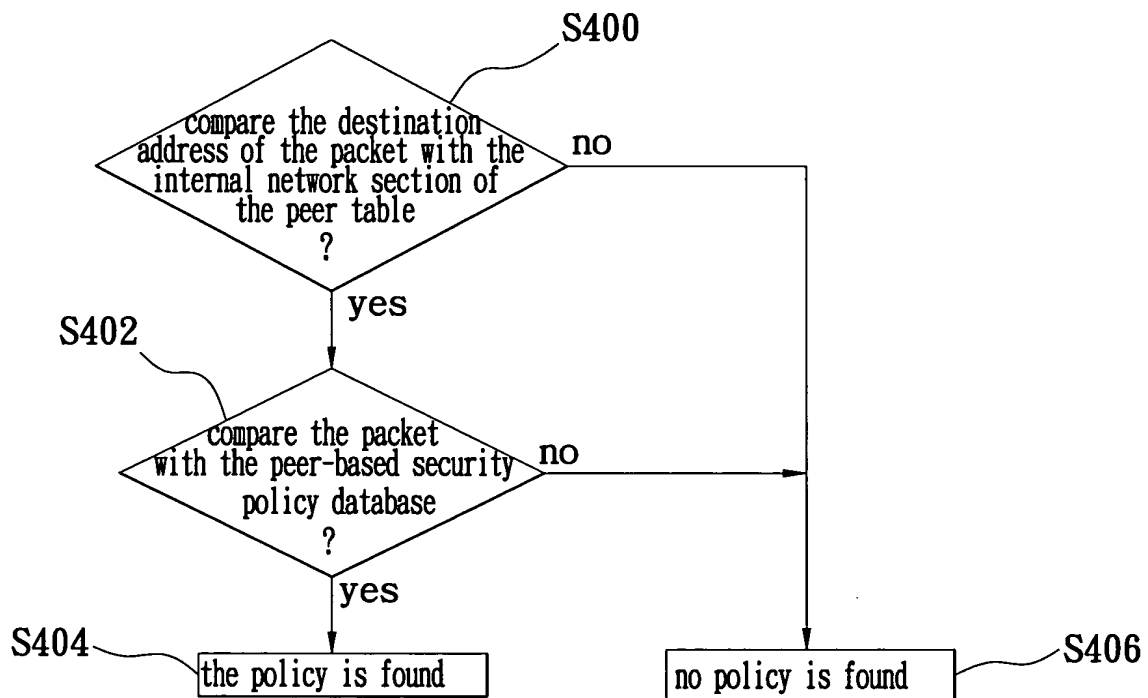 S400
compare the destination
address of the packet with the
internal network section of
the peer table
?
no
yes
S402
compare the packet
with the peer-based security
policy database
?
no
yes
S404
the policy is found
no policy is found
S406